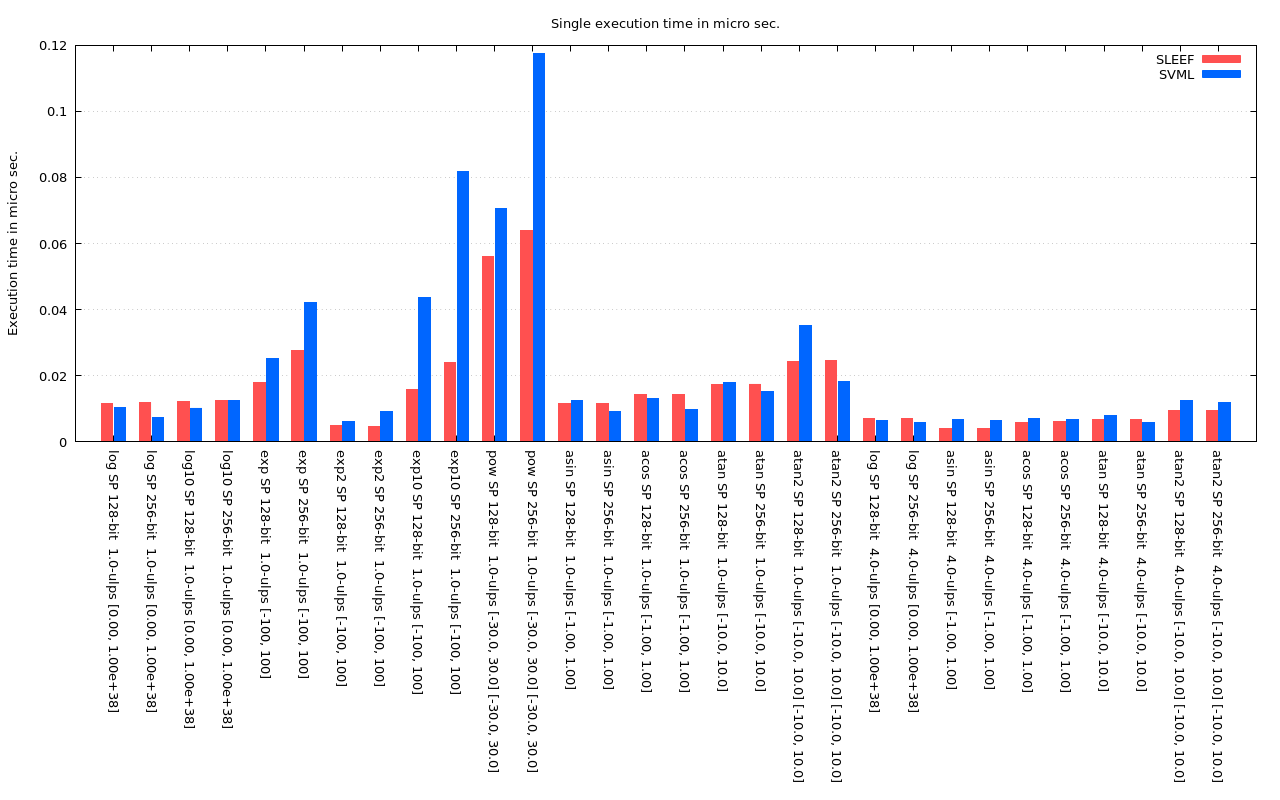 Single execution time in micro sec.
Execution time in micro sec.
0.12
0.1
0.08
0.06
0.04
0.02
0
SLEEF
SVML
log SP 128-bit  1.0-ulps [0.00, 1.00e+38]
log SP 256-bit  1.0-ulps [0.00, 1.00e+38]
log10 SP 128-bit  1.0-ulps [0.00, 1.00e+38]
log10 SP 256-bit  1.0-ulps [0.00, 1.00e+38]
exp SP 128-bit  1.0-ulps [-100, 100]
exp SP 256-bit  1.0-ulps [-100, 100]
exp2 SP 128-bit  1.0-ulps [-100, 100]
exp2 SP 256-bit  1.0-ulps [-100, 100]
exp10 SP 128-bit  1.0-ulps [-100, 100]
exp10 SP 256-bit  1.0-ulps [-100, 100]
pow SP 128-bit  1.0-ulps [-30.0, 30.0] [-30.0, 30.0]
pow SP 256-bit  1.0-ulps [-30.0, 30.0] [-30.0, 30.0]
asin SP 128-bit  1.0-ulps [-1.00, 1.00]
asin SP 256-bit  1.0-ulps [-1.00, 1.00]
acos SP 128-bit  1.0-ulps [-1.00, 1.00]
acos SP 256-bit  1.0-ulps [-1.00, 1.00]
atan SP 128-bit  1.0-ulps [-10.0, 10.0]
atan SP 256-bit  1.0-ulps [-10.0, 10.0]
atan2 SP 128-bit  1.0-ulps [-10.0, 10.0] [-10.0, 10.0]
atan2 SP 256-bit  1.0-ulps [-10.0, 10.0] [-10.0, 10.0]
log SP 128-bit  4.0-ulps [0.00, 1.00e+38]
log SP 256-bit  4.0-ulps [0.00, 1.00e+38]
asin SP 128-bit  4.0-ulps [-1.00, 1.00]
asin SP 256-bit  4.0-ulps [-1.00, 1.00]
acos SP 128-bit  4.0-ulps [-1.00, 1.00]
acos SP 256-bit  4.0-ulps [-1.00, 1.00]
atan SP 128-bit  4.0-ulps [-10.0, 10.0]
atan SP 256-bit  4.0-ulps [-10.0, 10.0]
atan2 SP 128-bit  4.0-ulps [-10.0, 10.0] [-10.0, 10.0]
atan2 SP 256-bit  4.0-ulps [-10.0, 10.0] [-10.0, 10.0]